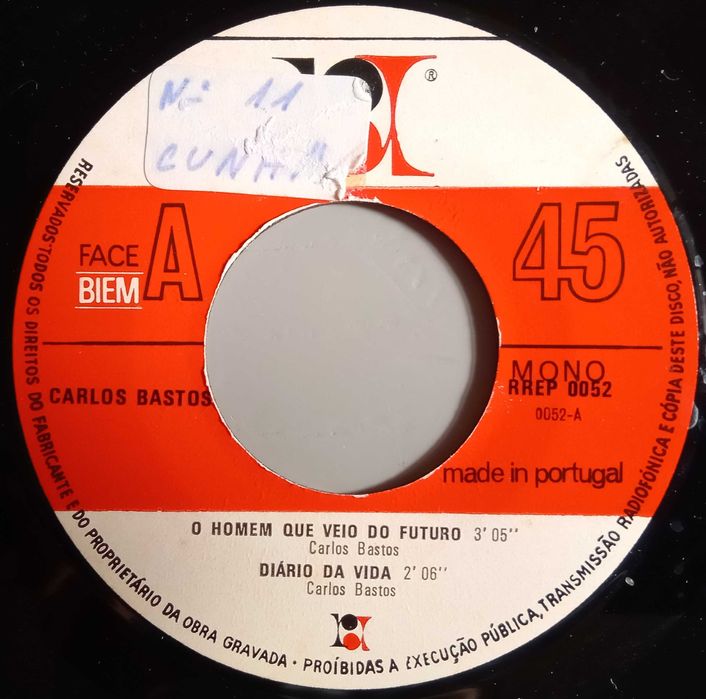 Nº 11
CUNHA
®
FACE A
BIEM
45
MONO
CARLOS BASTOS
RREP 0052
0052-A
made in portugal
O HOMEM QUE VEIO DO FUTURO 3' 05''
Carlos Bastos
DIÁRIO DA VIDA 2' 06''
Carlos Bastos
RESERVADOS TODOS OS DIREITOS DO FABRICANTE E DO PROPRIETÁRIO DA OBRA GRAVADA • PROÍBIDAS A EXECUÇÃO PÚBLICA, TRANSMISSÃO RADIOFÓNICA E CÓPIA DESTE DISCO, NÃO AUTORIZADAS